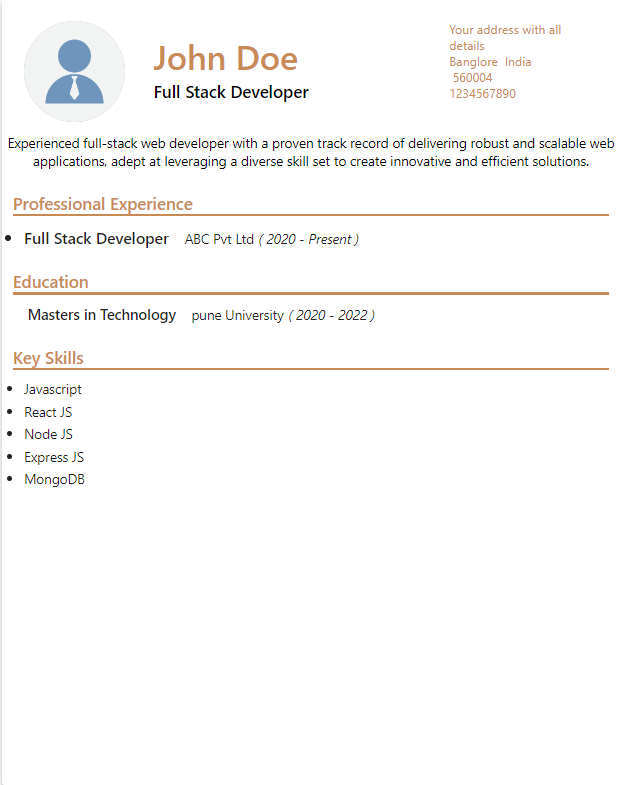 John Doe
Full Stack Developer
Your address with all
details
Banglore  India
560004
1234567890
Experienced full-stack web developer with a proven track record of delivering robust and scalable web
applications, adept at leveraging a diverse skill set to create innovative and efficient solutions.
Professional Experience
• Full Stack Developer ABC Pvt Ltd ( 2020 - Present )
Education
Masters in Technology pune University ( 2020 - 2022 )
Key Skills
• Javascript
• React JS
• Node JS
• Express JS
• MongoDB